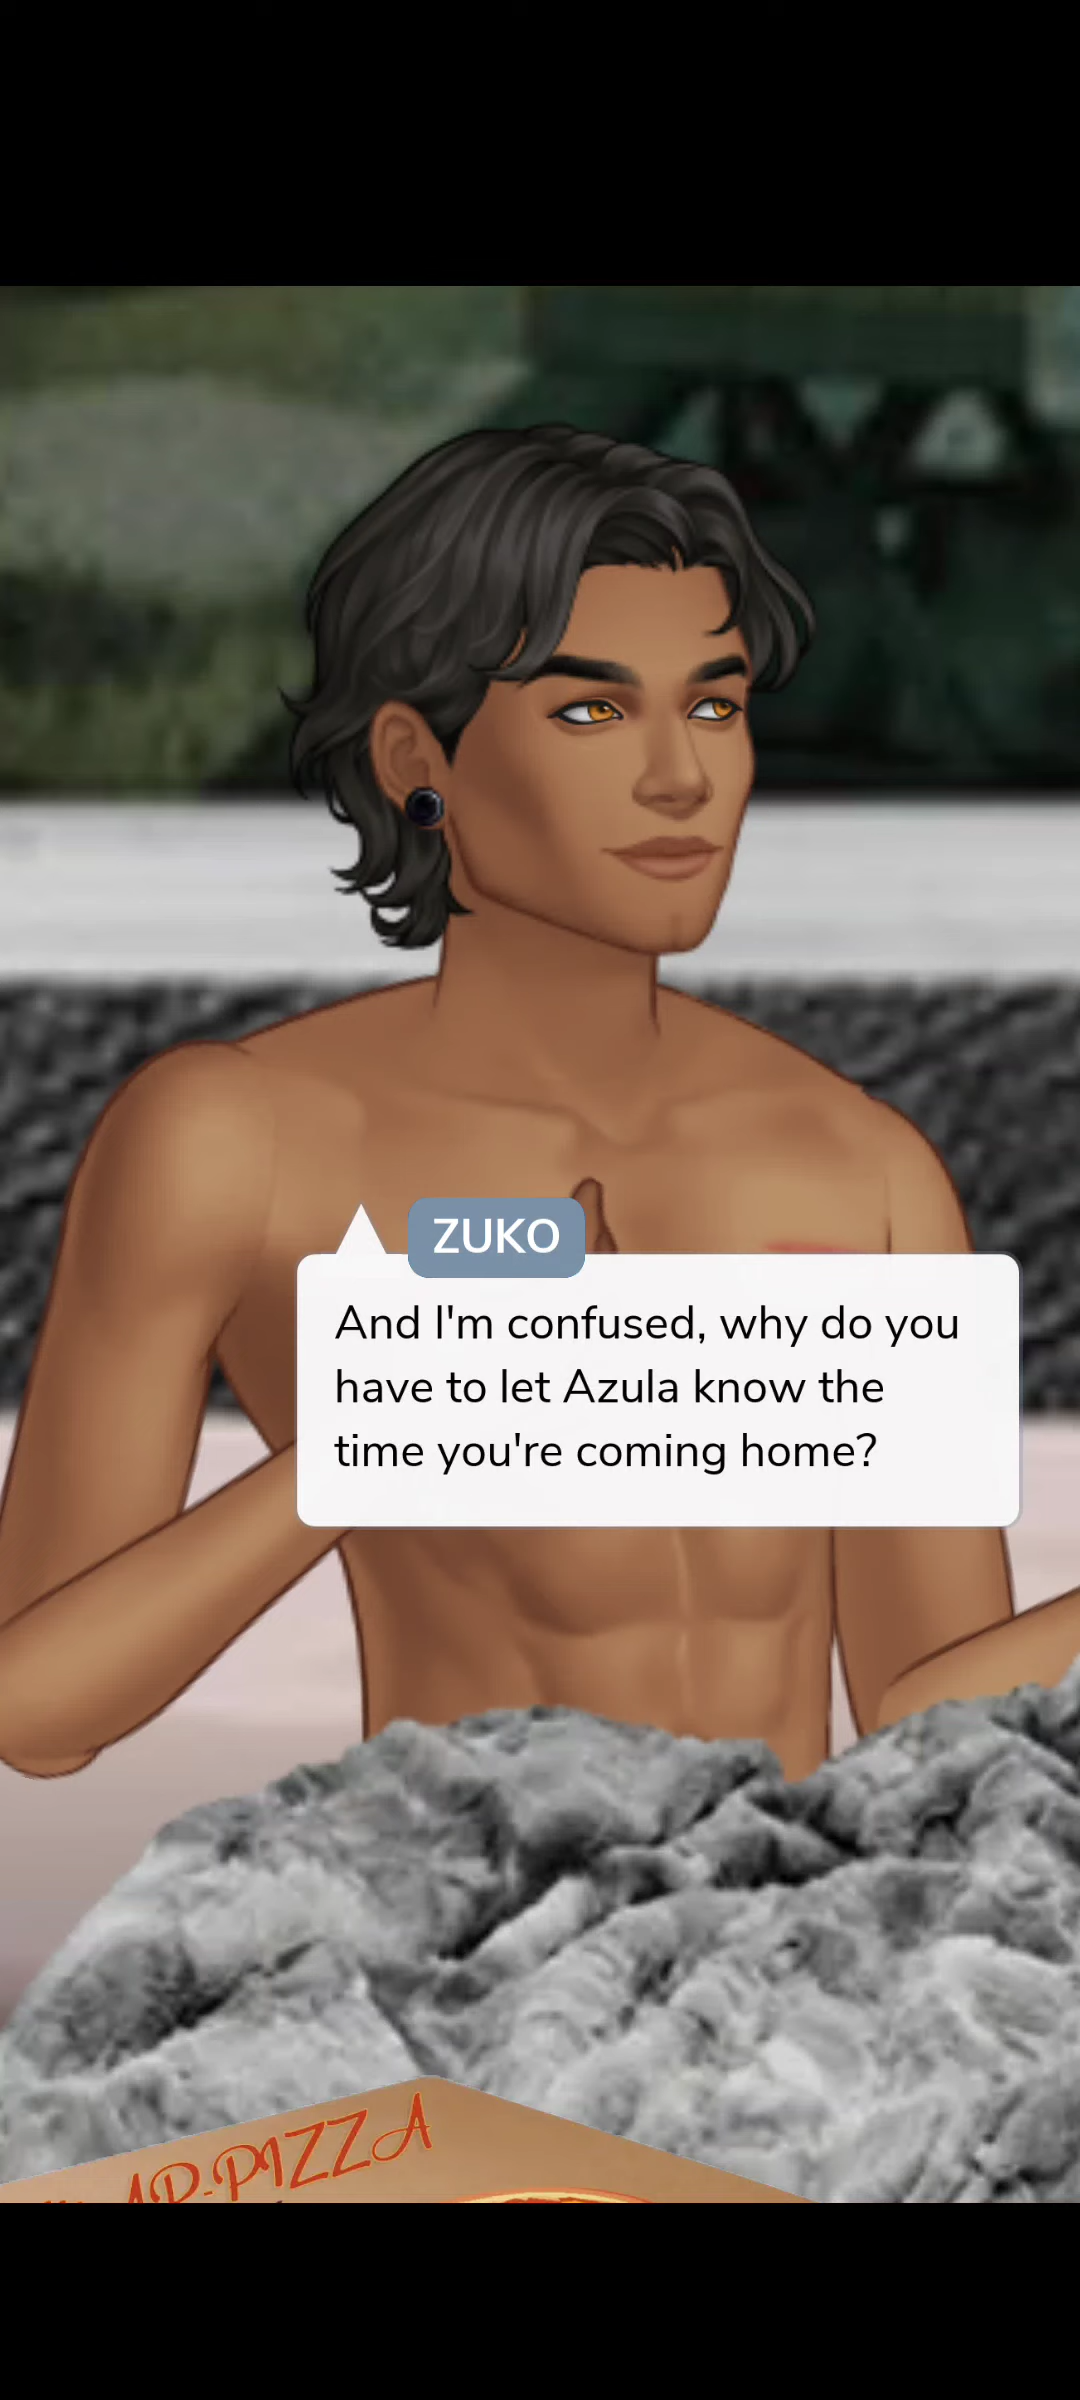 ZUKO
And I'm confused, why do you
have to let Azula know the
time you're coming home?
PIZZA